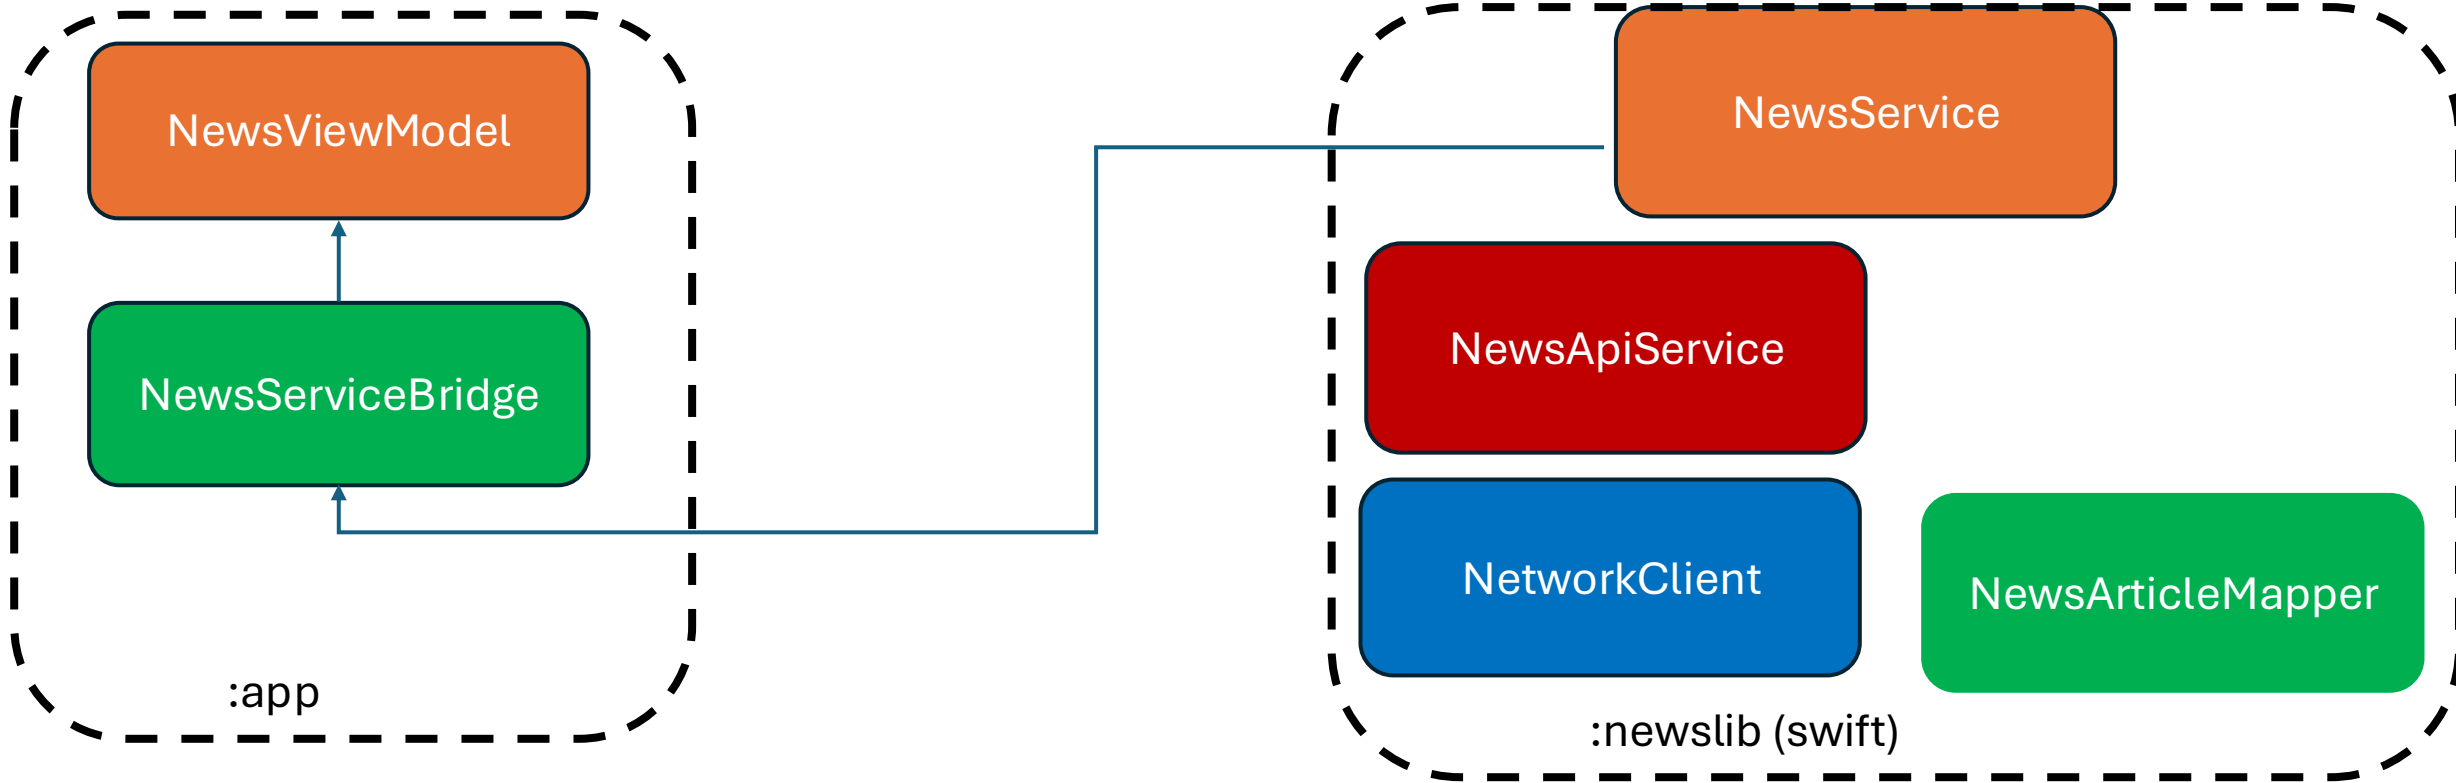 NewsViewModel
NewsServiceBridge
:app
NewsService
NewsApiService
NetworkClient
NewsArticleMapper
:newslib (swift)